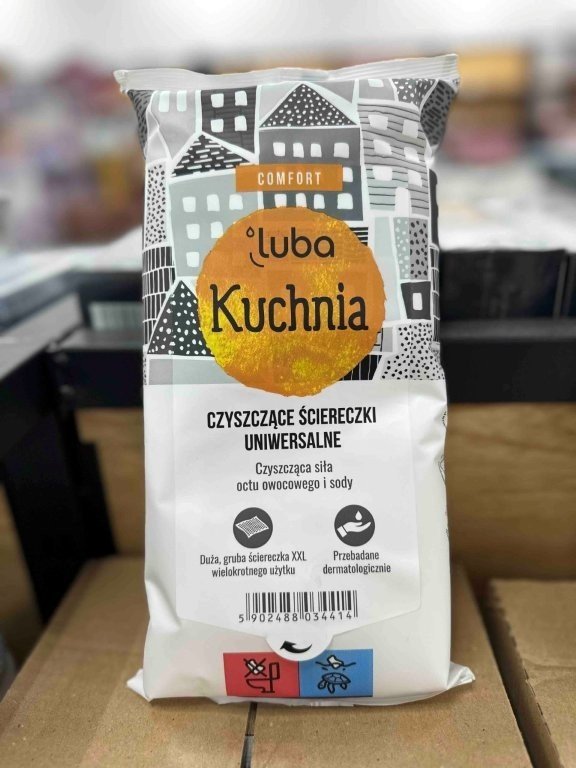 COMFORT
luba
Kuchnia
CZYSZCZĄCE ŚCIERECZKI
UNIWERSALNE
Czyszcząca siła
octu owocowego i sody
Duża, gruba ściereczka XXL
wielokrotnego użytku
Przebadane
dermatologicznie
5 902488 034414